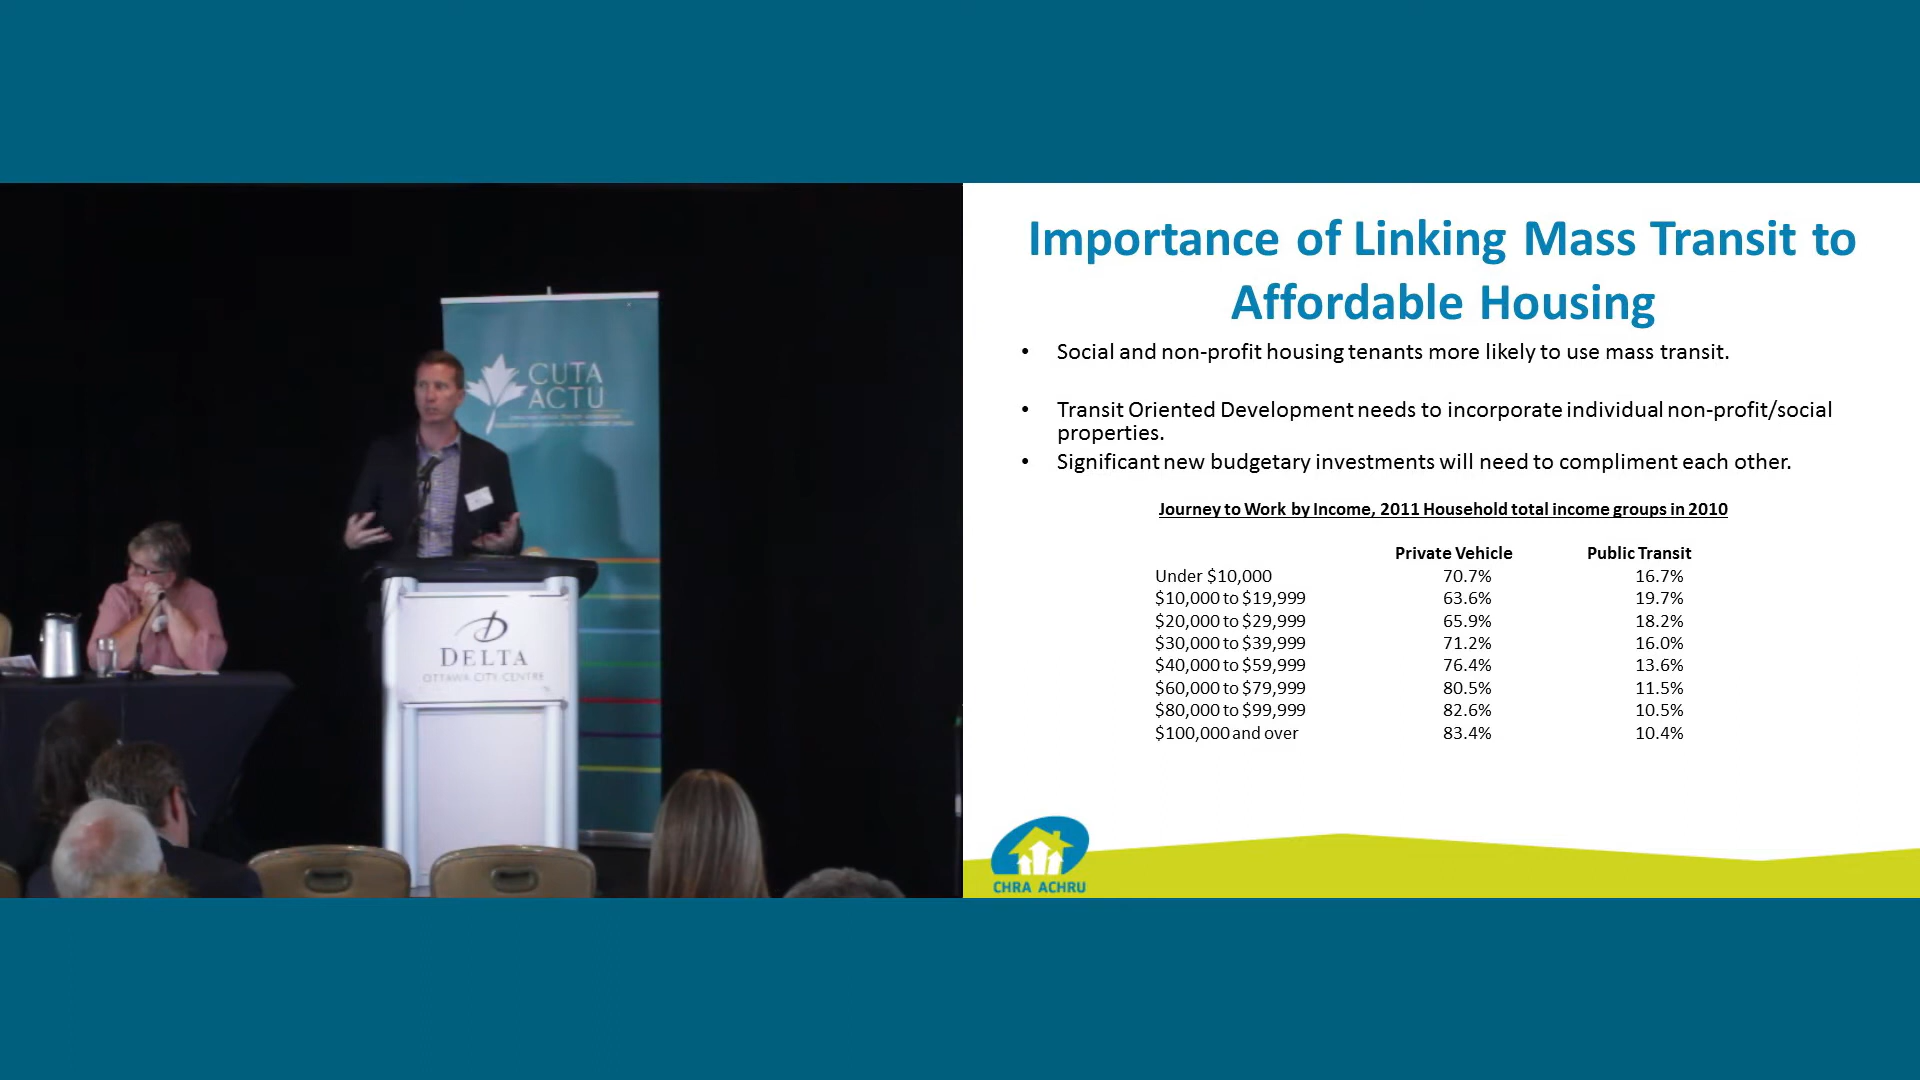 CUTA
ACTU
DELTA
OTTAWA CITY CENTRE
Importance of Linking Mass Transit to
Affordable Housing
• Social and non-profit housing tenants more likely to use mass transit.
• Transit Oriented Development needs to incorporate individual non-profit/social
properties.
• Significant new budgetary investments will need to compliment each other.
Journey to Work by Income, 2011 Household total income groups in 2010
Private Vehicle Public Transit
Under $10,000 70.7% 16.7%
$10,000 to $19,999 63.6% 19.7%
$20,000 to $29,999 65.9% 18.2%
$30,000 to $39,999 71.2% 16.0%
$40,000 to $59,999 76.4% 13.6%
$60,000 to $79,999 80.5% 11.5%
$80,000 to $99,999 82.6% 10.5%
$100,000 and over 83.4% 10.4%
CHRA ACHRU